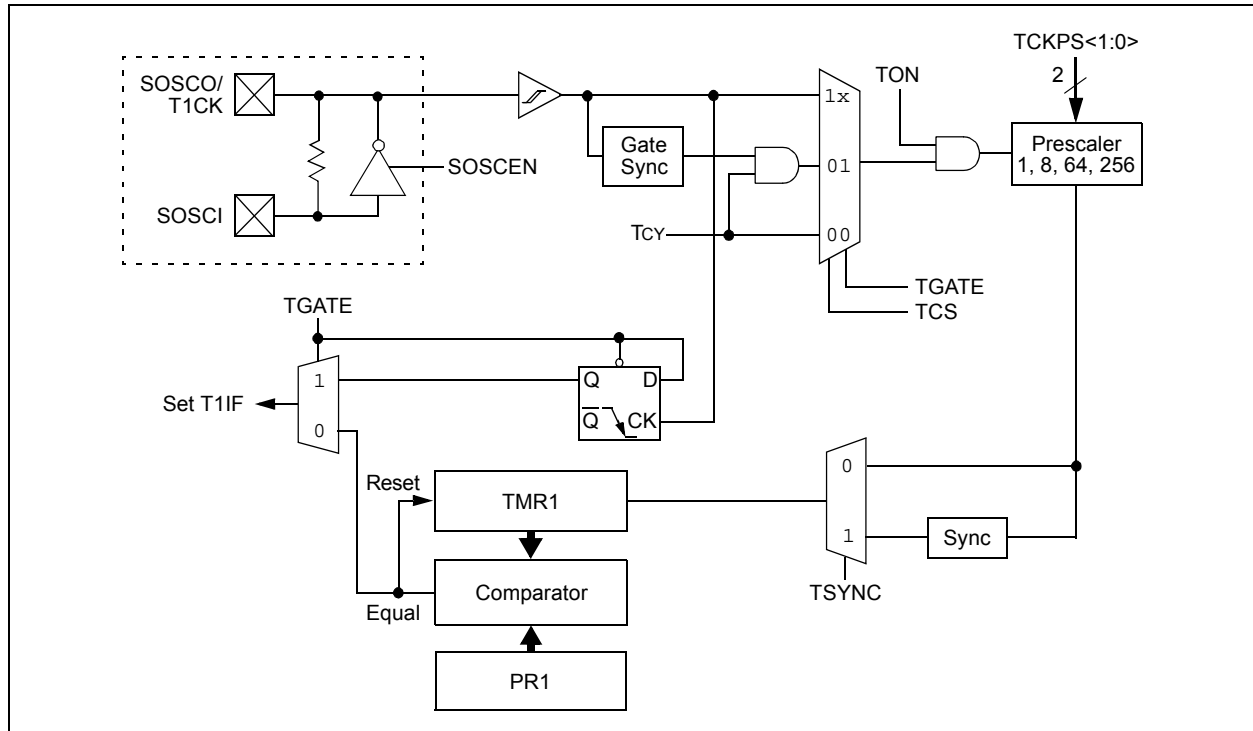 TCKPS<1:0>
2
SOSCO/
T1CK
TON
1x
Prescaler
1, 8, 64, 256
Gate
Sync
SOSCEN
01
SOSCI
TCY
00
TGATE
TCS
TGATE
1
Q
D
Set T1IF
Q
CK
0
0
Reset
TMR1
1
Sync
TSYNC
Comparator
Equal
PR1